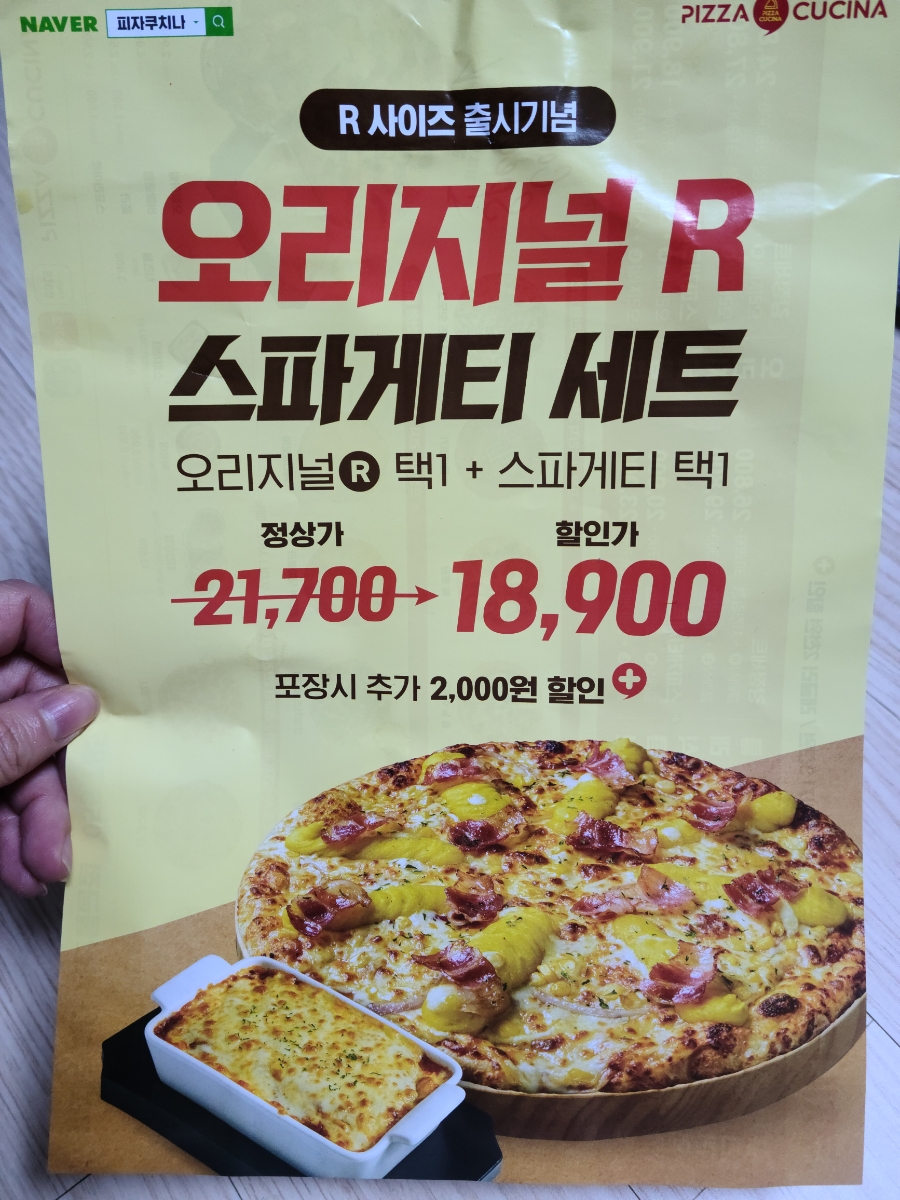 NAVER 피자쿠치나
PIZZA PIZZA CUCINA CUCINA
R 사이즈 출시기념
오리지널 R
스파게티 세트
오리지널R 택1 + 스파게티 택1
정상가 할인가
21,700 18,900
포장시 추가 2,000원 할인